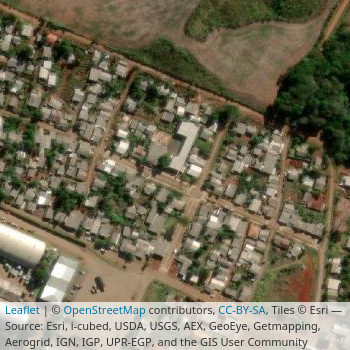 Leaflet | © OpenStreetMap contributors, CC-BY-SA, Tiles © Esri —
Source: Esri, i-cubed, USDA, USGS, AEX, GeoEye, Getmapping,
Aerogrid, IGN, IGP, UPR-EGP, and the GIS User Community